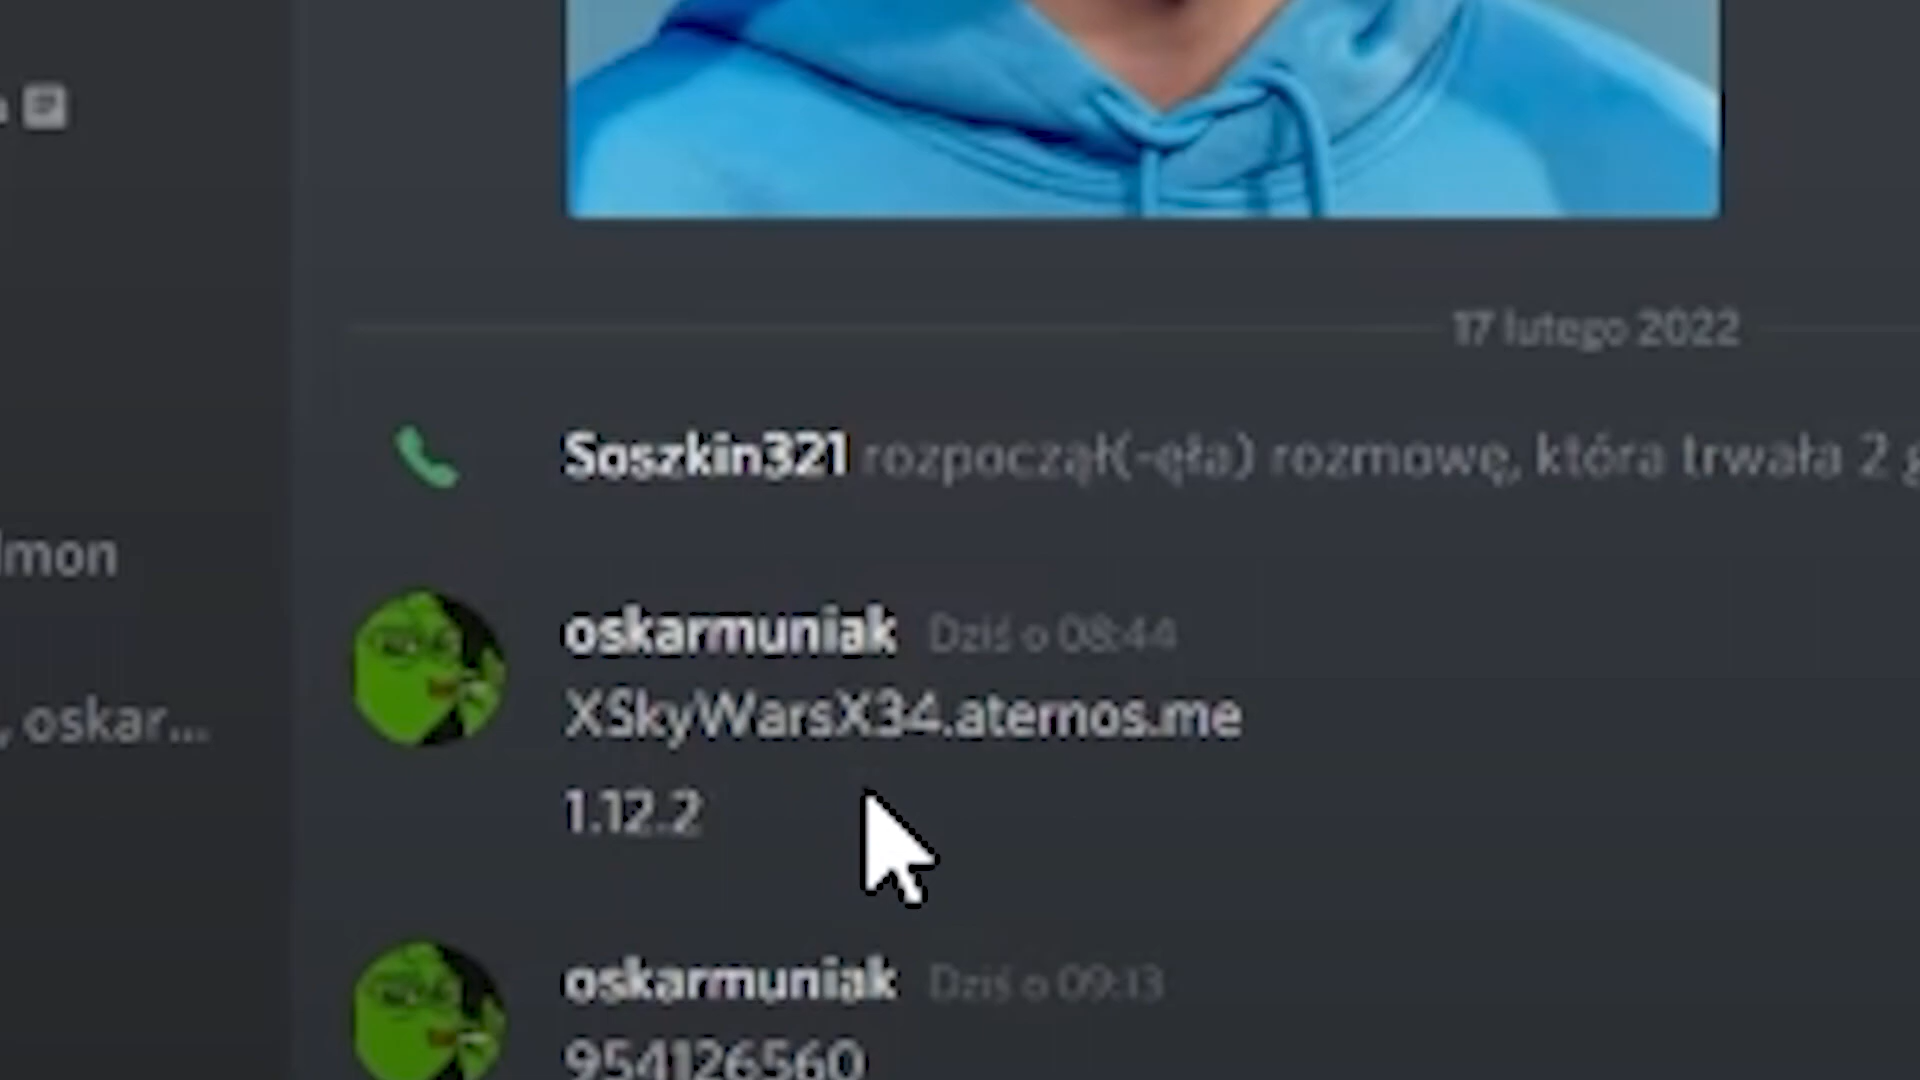 17 lutego 2022
Soszkin321 rozpoczął(-ęła) rozmowę, która trwała 2 g
lmon
oskarmuniak Dziś o 08:44
XSkyWarsX34.aternos.me
, oskar...
1.12.2
oskarmuniak Dziś o 09:13
954126560